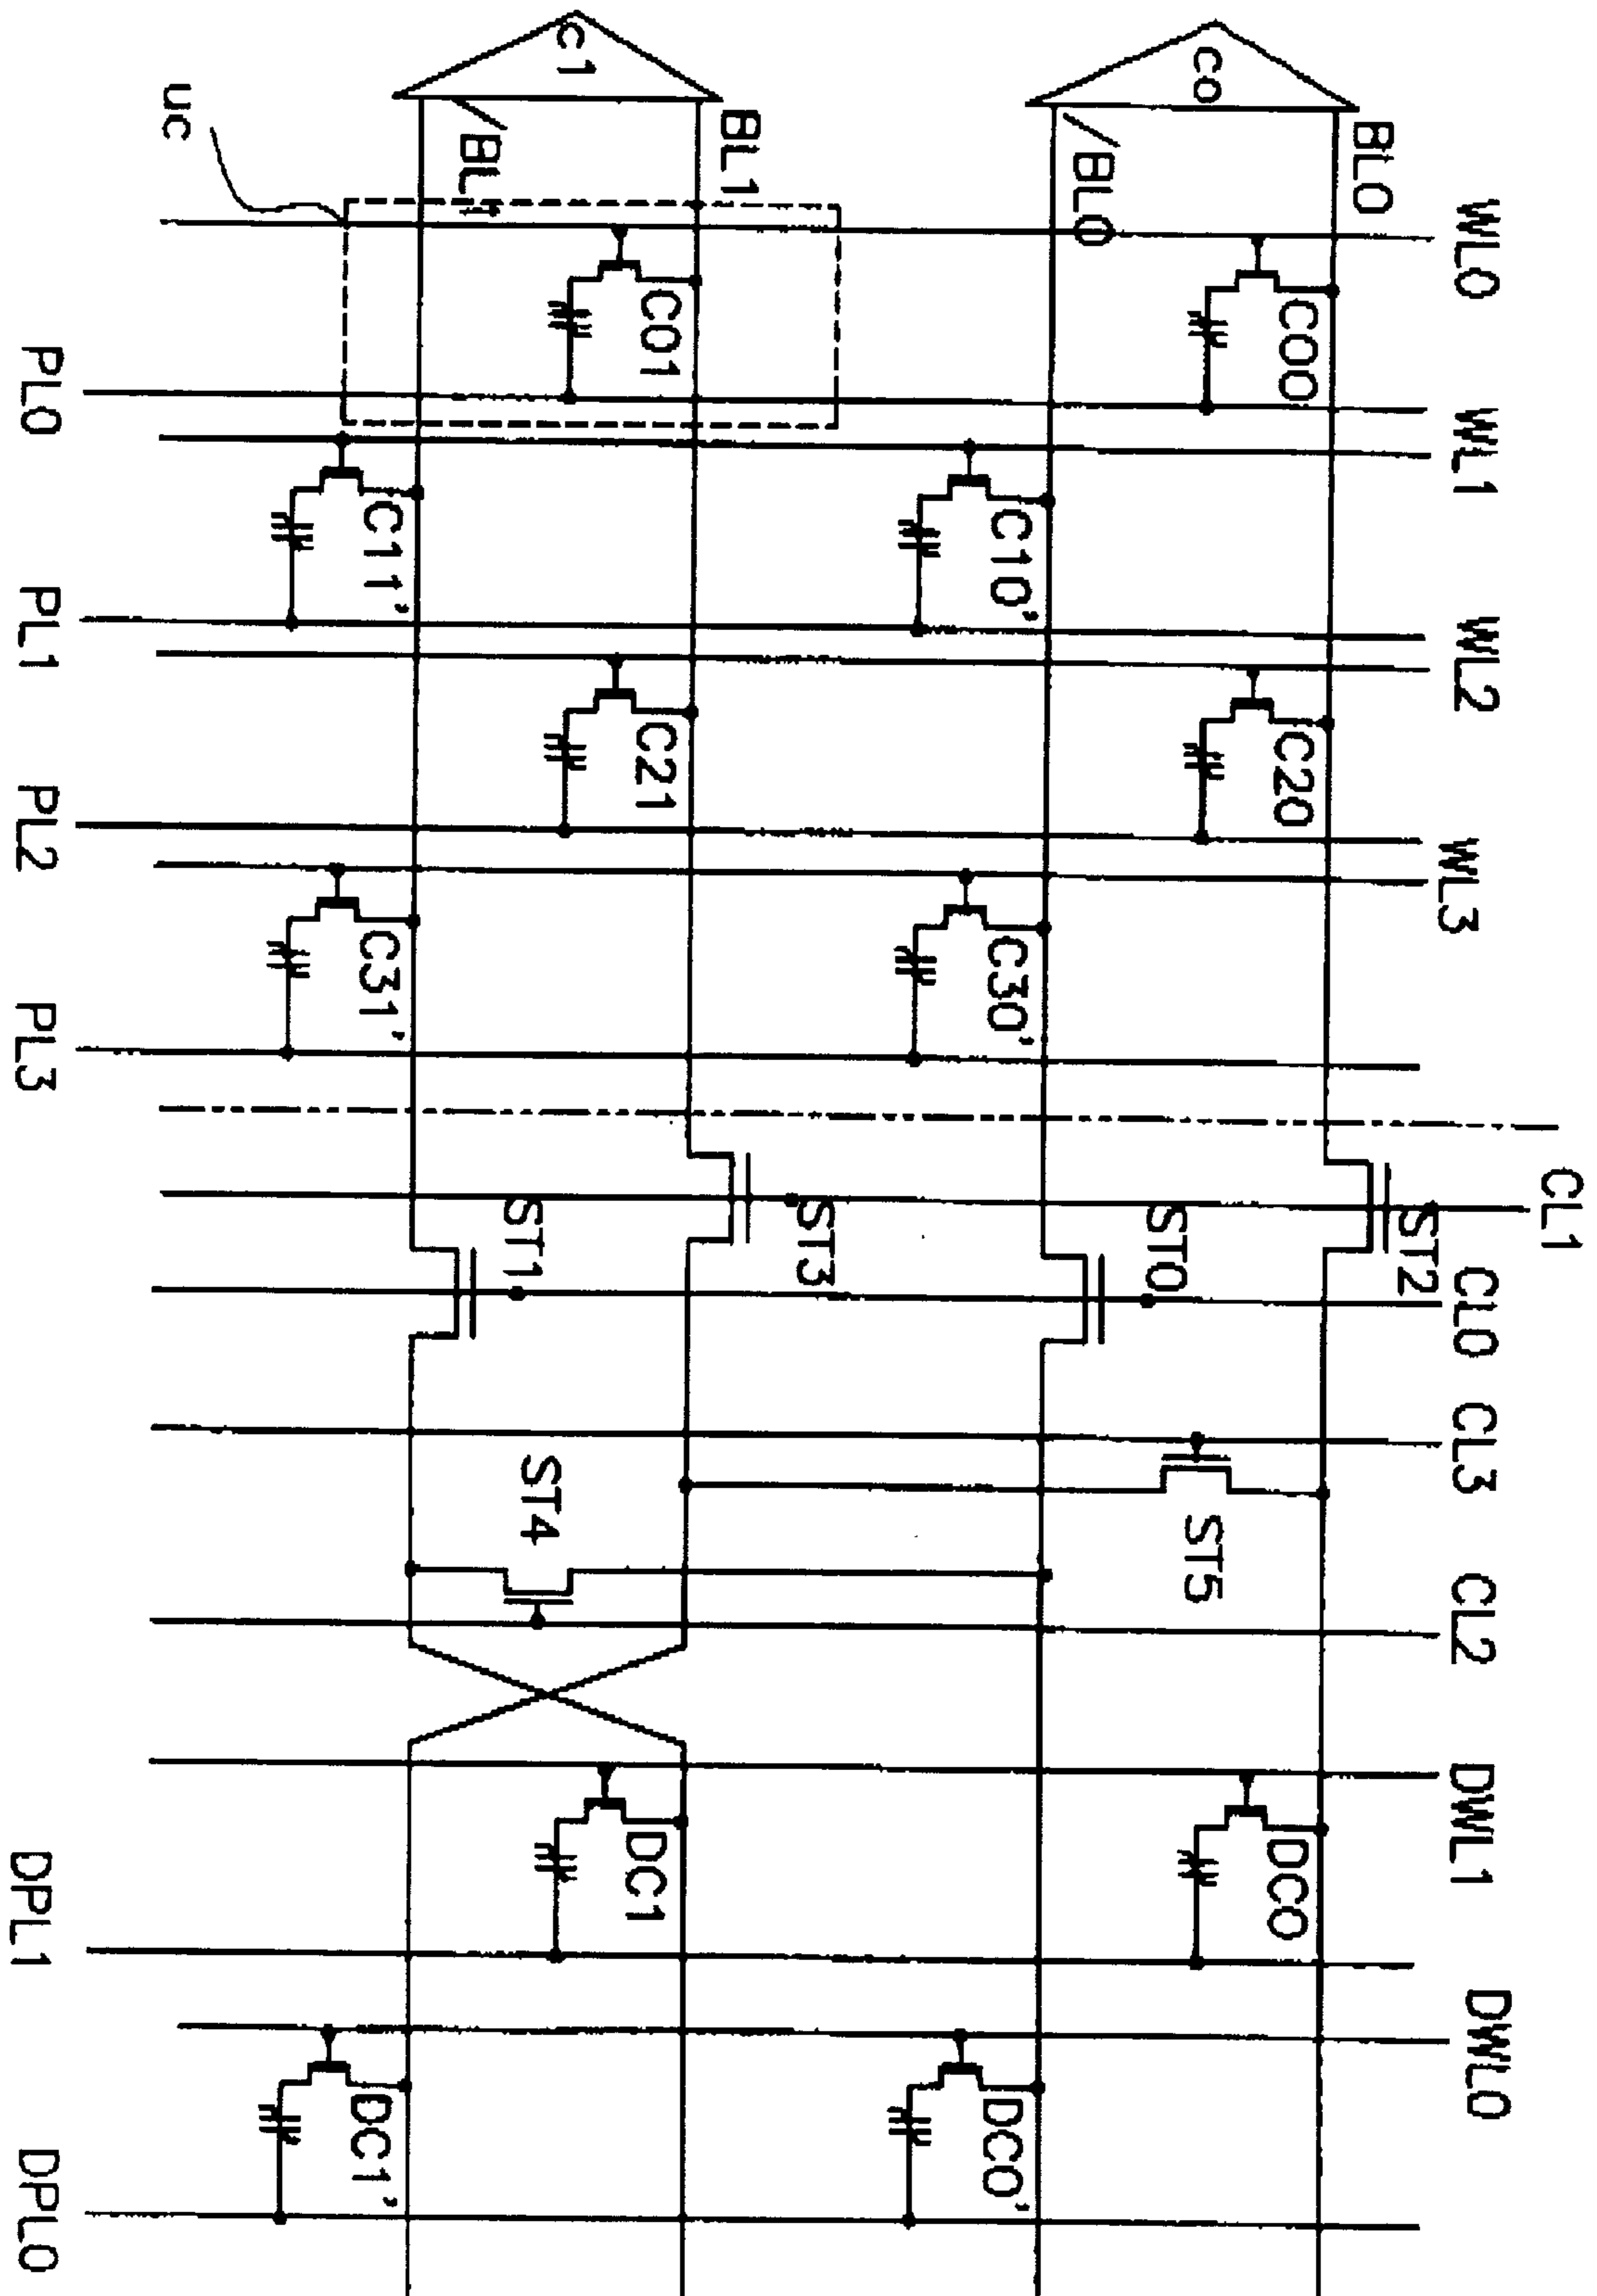 c1
co
uc
/BL1
BL1
/BL0
BL0
WL0
C01
C00
PL0
WL1
C11'
C10'
PL1
WL2
C21
C20
PL2
WL3
C31'
C30'
PL3
CL1
ST1
ST3
ST0
ST2
CL0
CL3
ST4
ST5
CL2
DWL1
DC1
DC0
DPL1
DWL0
DC1'
DC0'
DPL0